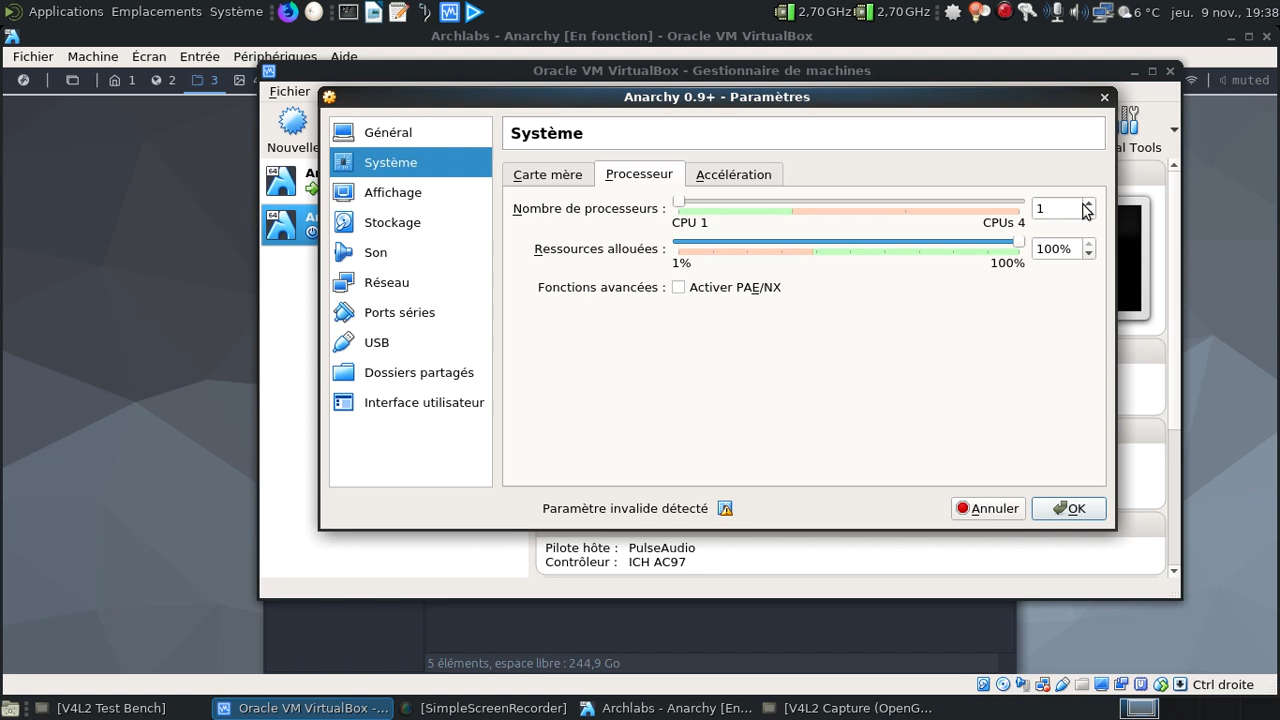 Applications Emplacements Système
2,70 GHz 2,70 GHz 6 °C jeu. 9 nov., 19:38
Archlabs - Anarchy [En fonction] - Oracle VM VirtualBox
Fichier Machine Écran Entrée Périphériques Aide
Oracle VM VirtualBox - Gestionnaire de machines
1 2 3 muted
Fichier
Anarchy 0.9+ - Paramètres
Nouvelle
al Tools
Général
Système
Affichage
Stockage
Son
Réseau
Ports séries
USB
Dossiers partagés
Interface utilisateur
Système
Carte mère Processeur Accélération
Nombre de processeurs : 1
CPU 1 CPUs 4
Ressources allouées : 100%
1% 100%
Fonctions avancées : Activer PAE/NX
Paramètre invalide détecté Annuler OK
Pilote hôte : PulseAudio
Contrôleur : ICH AC97
5 éléments, espace libre : 244,9 Go
Ctrl droite
[V4L2 Test Bench] Oracle VM VirtualBox -... [SimpleScreenRecorder] Archlabs - Anarchy [En... [V4L2 Capture (OpenG...